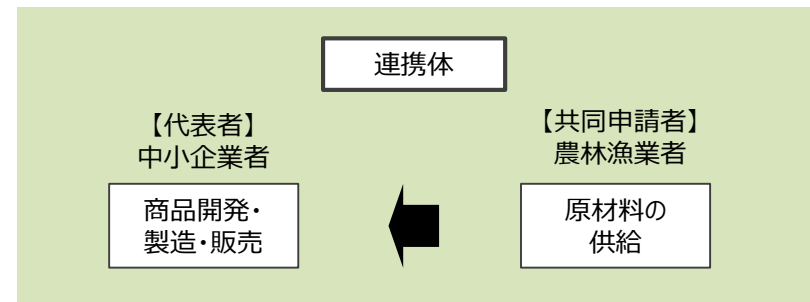 連携体
【代表者】
中小企業者
商品開発・
製造・販売
【共同申請者】
農林漁業者
原材料の
供給